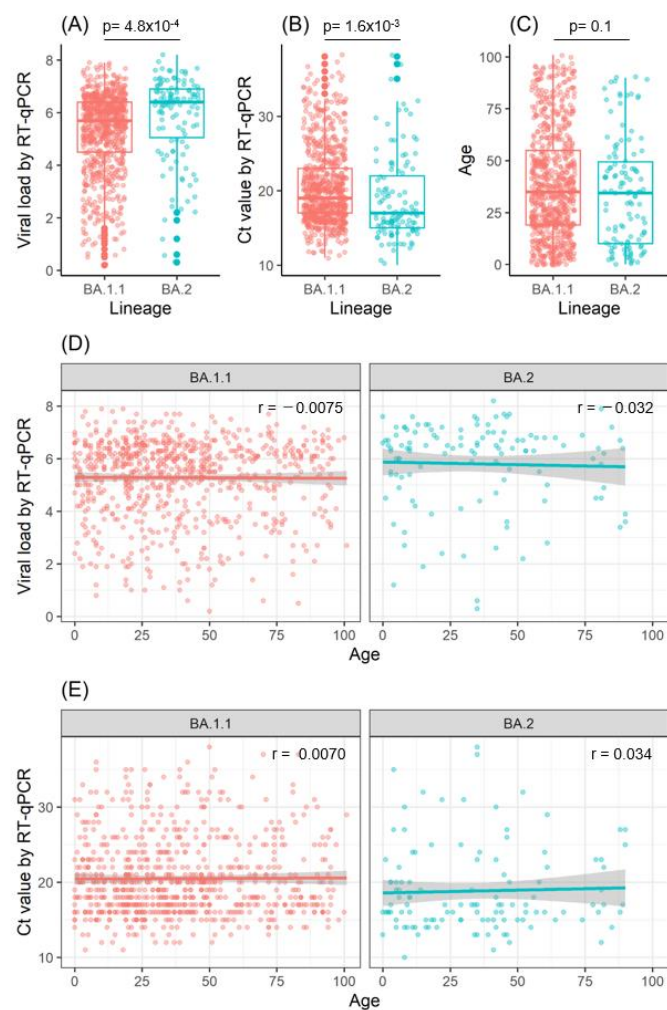 (A)
p= 4.8x10⁻⁴
Viral load by RT-qPCR
8
6
4
2
0
BA.1.1 BA.2
Lineage
(B)
p= 1.6x10⁻³
Ct value by RT-qPCR
30
20
10
BA.1.1 BA.2
Lineage
(C)
p= 0.1
Age
100
75
50
25
0
BA.1.1 BA.2
Lineage
(D)
BA.1.1 BA.2
r = −0.0075 r = −0.032
Viral load by RT-qPCR
8
6
4
2
0
0 25 50 75 100 0 25 50 75 100
Age
(E)
BA.1.1 BA.2
r = 0.0070 r = 0.034
Ct value by RT-qPCR
30
20
10
0 25 50 75 100 0 25 50 75 100
Age